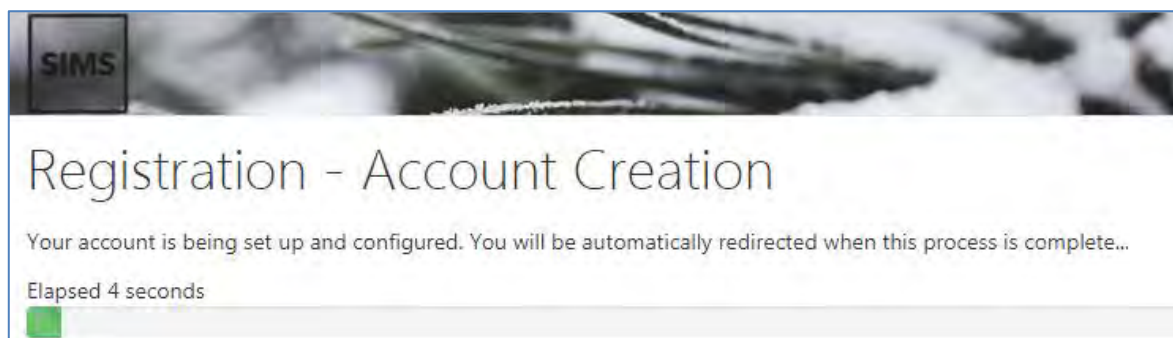 SIMS
Registration - Account Creation
Your account is being set up and configured. You will be automatically redirected when this process is complete...
Elapsed 4 seconds